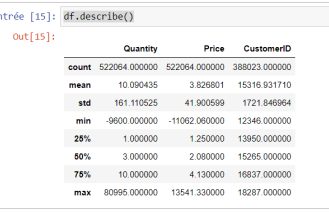 ntrée [15]: df.describe()
Out[15]:
Quantity Price CustomerID
count 522064.000000 522064.000000 388023.000000
mean 10.090435 3.826801 15316.931710
std 161.110525 41.900599 1721.846964
min -9600.000000 -11062.060000 12346.000000
25% 1.000000 1.250000 13950.000000
50% 3.000000 2.080000 15265.000000
75% 10.000000 4.130000 16837.000000
max 80995.000000 13541.330000 18287.000000